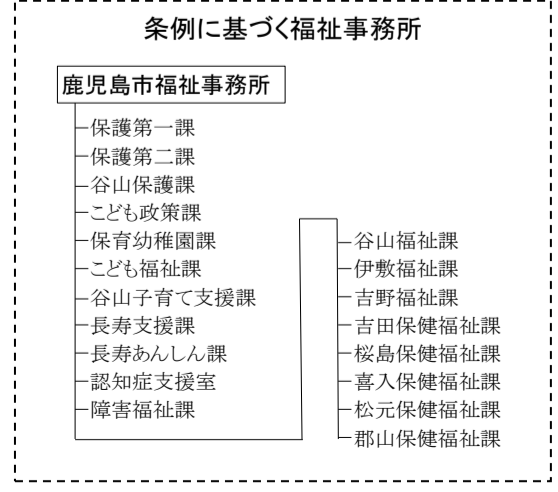 条例に基づく福祉事務所
鹿児島市福祉事務所
保護第一課
保護第二課
谷山保護課
こども政策課
保育幼稚園課
こども福祉課
谷山子育て支援課
長寿支援課
長寿あんしん課
認知症支援室
障害福祉課
谷山福祉課
伊敷福祉課
吉野福祉課
吉田保健福祉課
桜島保健福祉課
喜入保健福祉課
松元保健福祉課
郡山保健福祉課